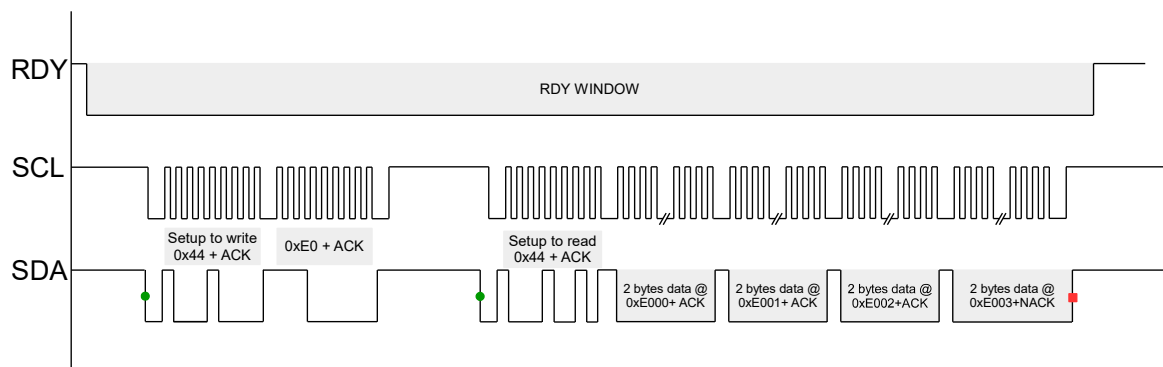 RDY
RDY WINDOW
SCL
Setup to write
0x44 + ACK
0xE0 + ACK
Setup to read
0x44 + ACK
SDA
2 bytes data @
0xE000+ ACK
2 bytes data @
0xE001+ ACK
2 bytes data @
0xE002+ACK
2 bytes data @
0xE003+NACK